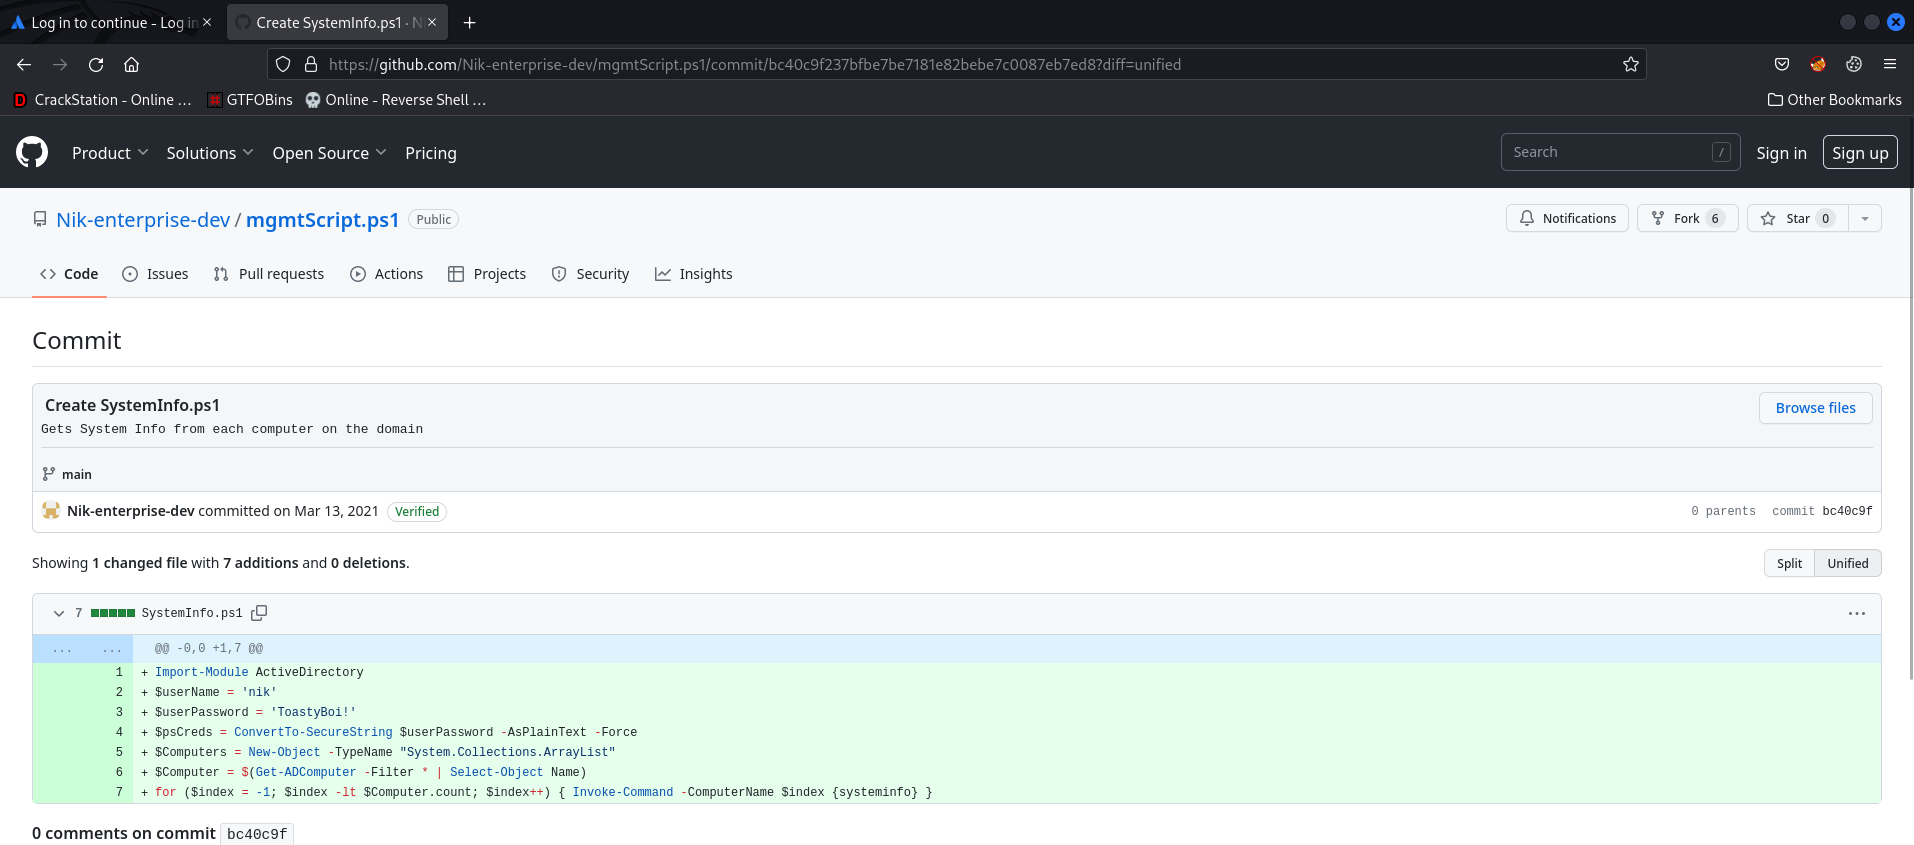 Log in to continue - Log in
Create SystemInfo.ps1 · N
https://github.com/Nik-enterprise-dev/mgmtScript.ps1/commit/bc40c9f237bfbe7be7181e82bebe7c0087eb7ed8?diff=unified
CrackStation - Online … GTFOBins Online - Reverse Shell … Other Bookmarks
Product Solutions Open Source Pricing Search / Sign in Sign up
Nik-enterprise-dev / mgmtScript.ps1 Public Notifications Fork 6 Star 0
Code Issues Pull requests Actions Projects Security Insights
Commit
Create SystemInfo.ps1 Browse files
Gets System Info from each computer on the domain
main
Nik-enterprise-dev committed on Mar 13, 2021 Verified 0 parents commit bc40c9f
Showing 1 changed file with 7 additions and 0 deletions. Split Unified
7 SystemInfo.ps1 ...
... ... @@ -0,0 +1,7 @@
1 + Import-Module ActiveDirectory
2 + $userName = 'nik'
3 + $userPassword = 'ToastyBoi!'
4 + $psCreds = ConvertTo-SecureString $userPassword -AsPlainText -Force
5 + $Computers = New-Object -TypeName "System.Collections.ArrayList"
6 + $Computer = $(Get-ADComputer -Filter * | Select-Object Name)
7 + for ($index = -1; $index -lt $Computer.count; $index++) { Invoke-Command -ComputerName $index {systeminfo} }
0 comments on commit bc40c9f